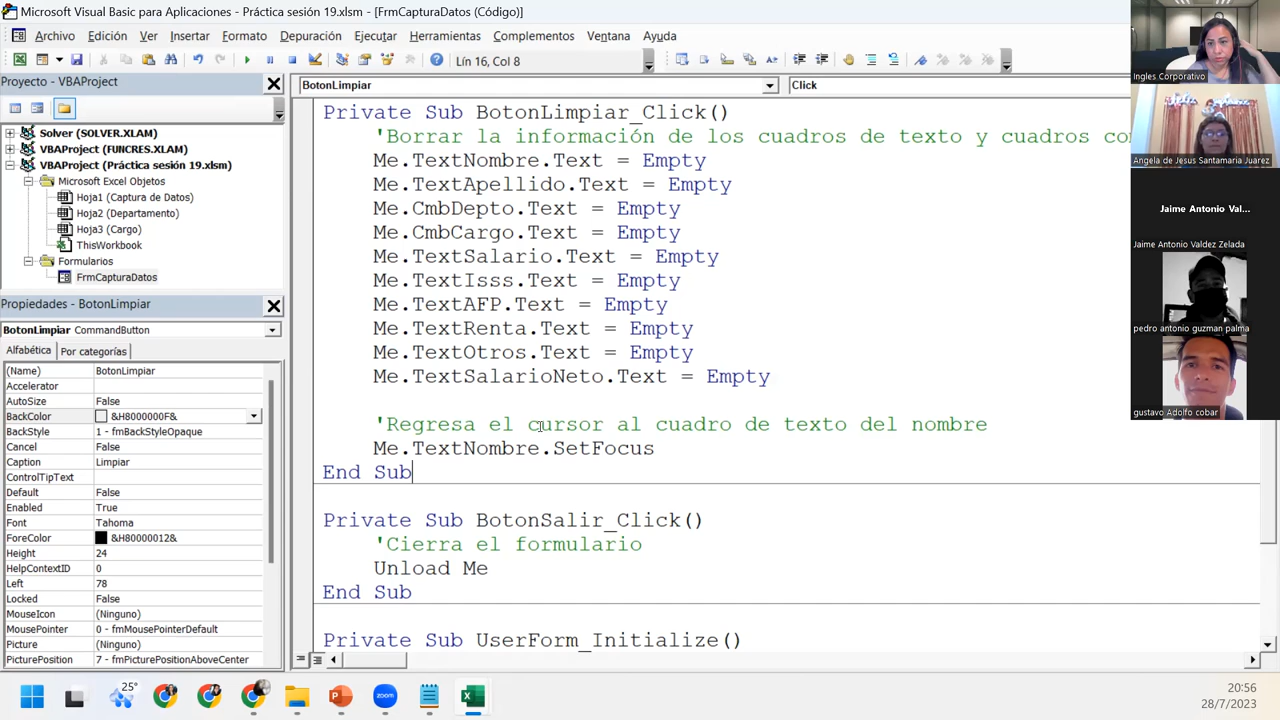 Microsoft Visual Basic para Aplicaciones - Práctica sesión 19.xlsm - [FrmCapturaDatos (Código)]
Archivo Edición Ver Insertar Formato Depuración Ejecutar Herramientas Complementos Ventana Ayuda
Lín 16, Col 8
Proyecto - VBAProject
Solver (SOLVER.XLAM)
VBAProject (FUNCRES.XLAM)
VBAProject (Práctica sesión 19.xlsm)
Microsoft Excel Objetos
Hoja1 (Captura de Datos)
Hoja2 (Departamento)
Hoja3 (Cargo)
ThisWorkbook
Formularios
FrmCapturaDatos
Propiedades - BotonLimpiar
BotonLimpiar CommandButton
Alfabética Por categorías
(Name) BotonLimpiar
Accelerator
AutoSize False
BackColor &H8000000F&
BackStyle 1 - fmBackStyleOpaque
Cancel False
Caption Limpiar
ControlTipText
Default False
Enabled True
Font Tahoma
ForeColor &H80000012&
Height 24
HelpContextID 0
Left 78
Locked False
MouseIcon (Ninguno)
MousePointer 0 - fmMousePointerDefault
Picture (Ninguno)
PicturePosition 7 - fmPicturePositionAboveCenter
BotonLimpiar Click
Private Sub BotonLimpiar_Click()
'Borrar la información de los cuadros de texto y cuadros co
Me.TextNombre.Text = Empty
Me.TextApellido.Text = Empty
Me.CmbDepto.Text = Empty
Me.CmbCargo.Text = Empty
Me.TextSalario.Text = Empty
Me.TextIsss.Text = Empty
Me.TextAFP.Text = Empty
Me.TextRenta.Text = Empty
Me.TextOtros.Text = Empty
Me.TextSalarioNeto.Text = Empty
'Regresa el cursor al cuadro de texto del nombre
Me.TextNombre.SetFocus
End Sub
Private Sub BotonSalir_Click()
'Cierra el formulario
Unload Me
End Sub
Private Sub UserForm_Initialize()
Ingles Corporativo
Angela de Jesus Santamaria Juarez
Jaime Antonio Val...
Jaime Antonio Valdez Zelada
pedro antonio guzman palma
gustavo Adolfo cobar
25°
zoom
20:56
28/7/2023